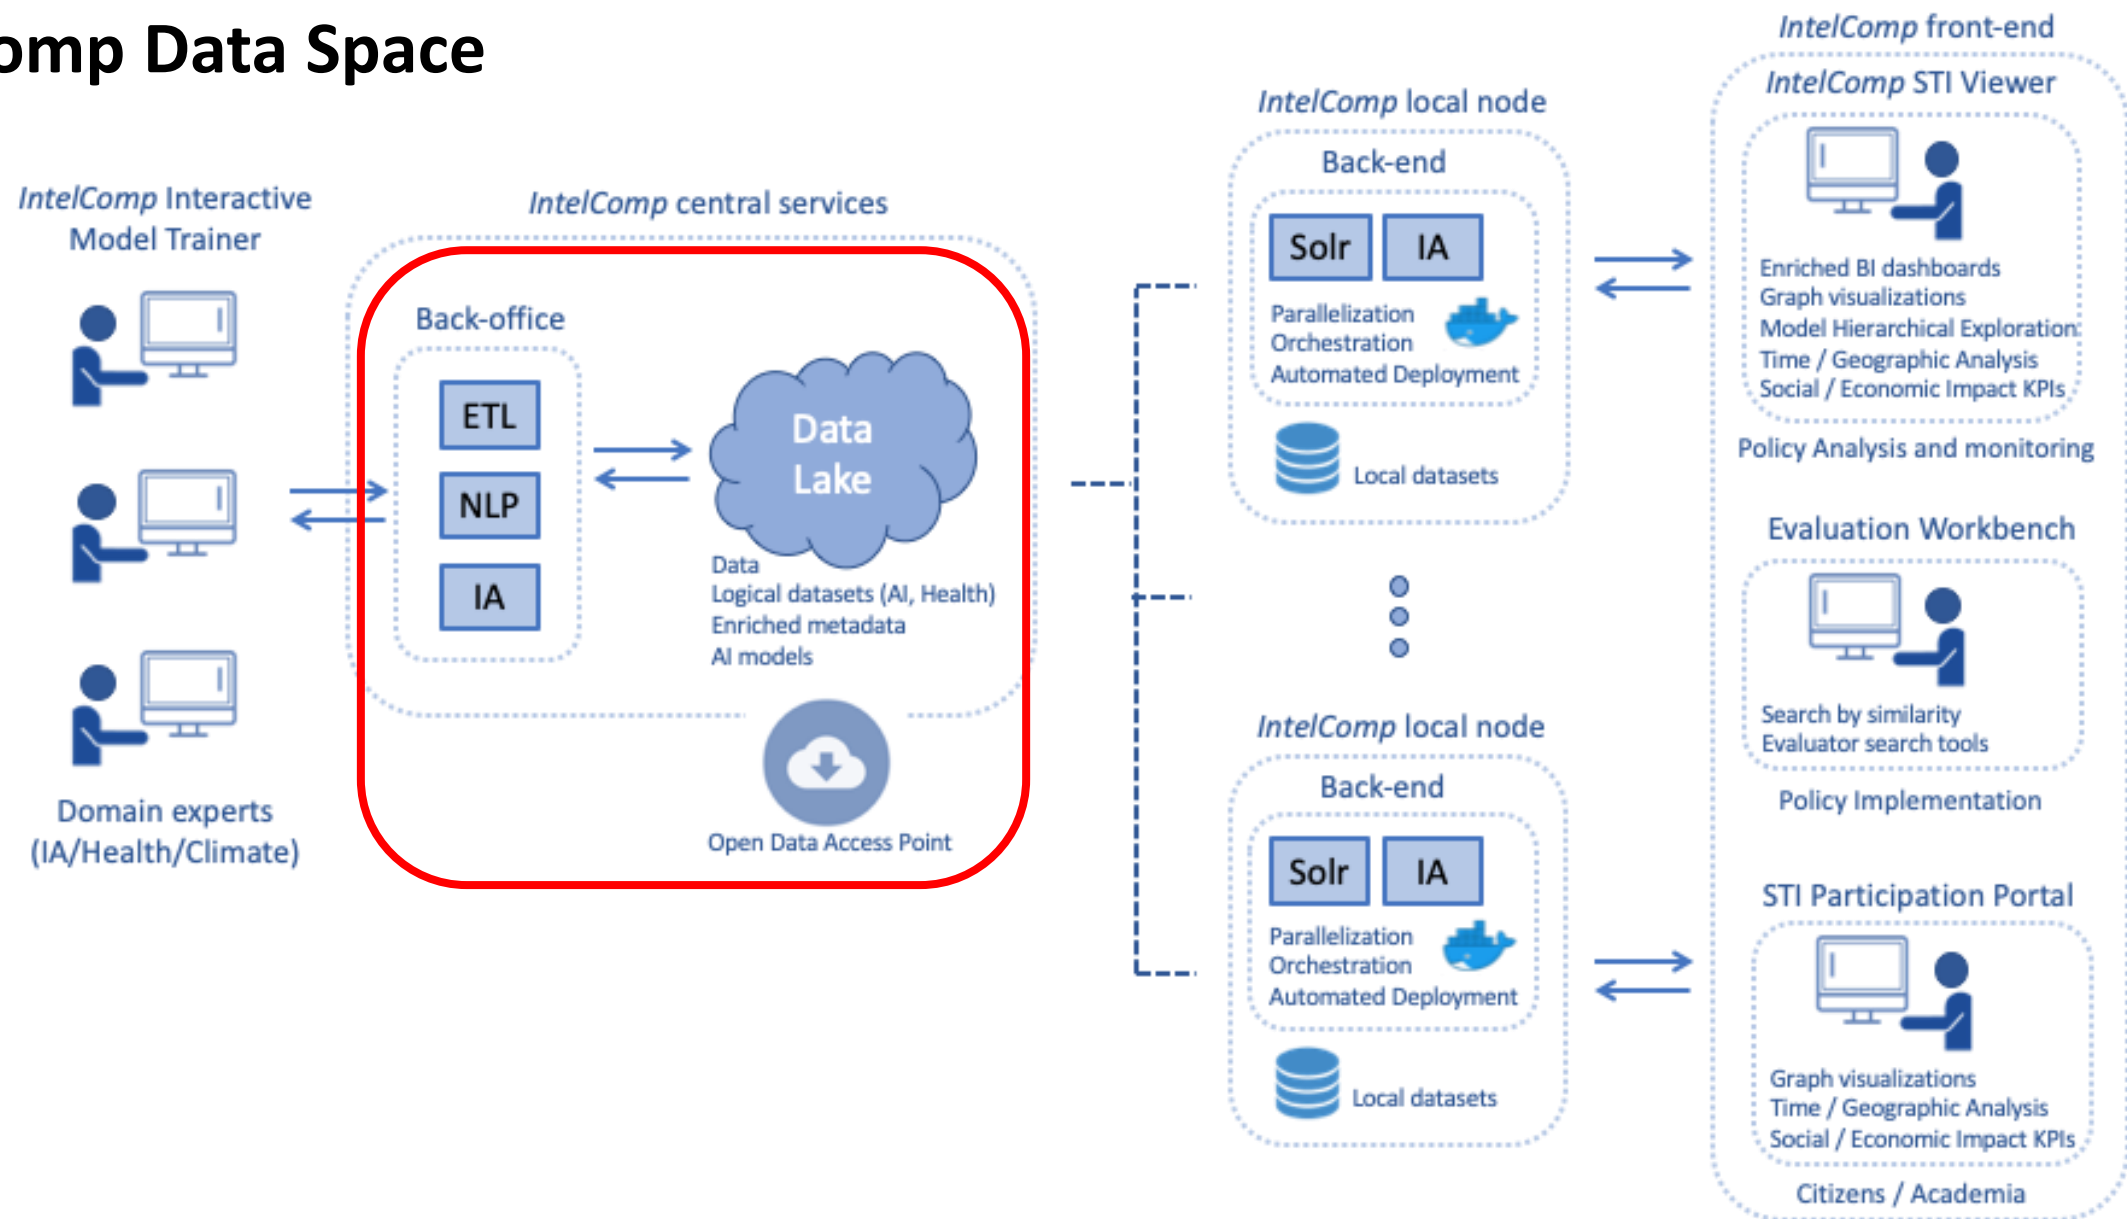 omp Data Space
IntelComp Interactive
Model Trainer
Domain experts
(IA/Health/Climate)
IntelComp central services
Back-office
ETL
NLP
IA
Data
Lake
Data
Logical datasets (AI, Health)
Enriched metadata
AI models
Open Data Access Point
IntelComp local node
Back-end
Solr
IA
Parallelization
Orchestration
Automated Deployment
Local datasets
IntelComp local node
Back-end
Solr
IA
Parallelization
Orchestration
Automated Deployment
Local datasets
IntelComp front-end
IntelComp STI Viewer
Enriched BI dashboards
Graph visualizations
Model Hierarchical Exploration
Time / Geographic Analysis
Social / Economic Impact KPIs
Policy Analysis and monitoring
Evaluation Workbench
Search by similarity
Evaluator search tools
Policy Implementation
STI Participation Portal
Graph visualizations
Time / Geographic Analysis
Social / Economic Impact KPIs
Citizens / Academia